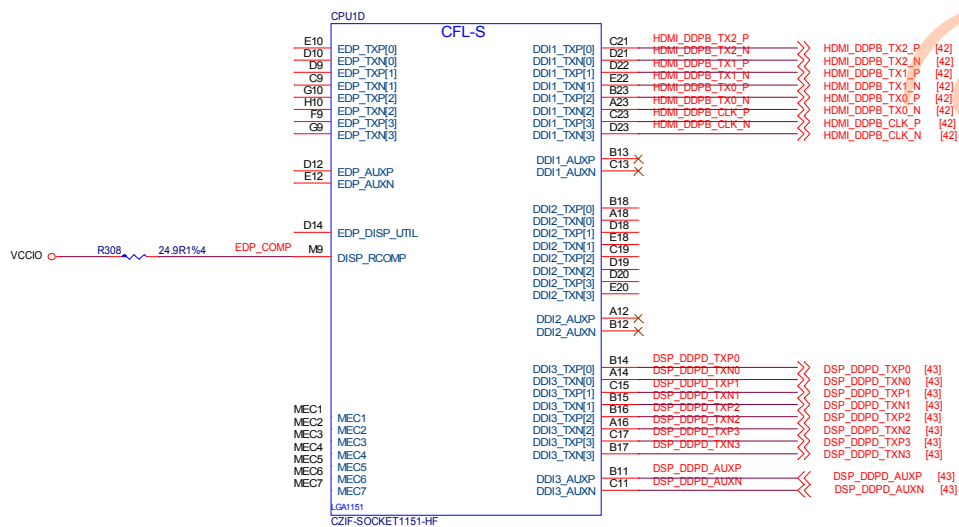 CPU1D
CFL-S
E10 EDP_TXP[0] DDI1_TXP[0] C21 HDMI_DDPB_TX2_P HDMI_DDPB_TX2_P [42]
D10 EDP_TXN[0] DDI1_TXN[0] D21 HDMI_DDPB_TX2_N HDMI_DDPB_TX2_N [42]
D9 EDP_TXP[1] DDI1_TXP[1] D22 HDMI_DDPB_TX1_P HDMI_DDPB_TX1_P [42]
C9 EDP_TXN[1] DDI1_TXN[1] E22 HDMI_DDPB_TX1_N HDMI_DDPB_TX1_N [42]
G10 EDP_TXP[2] DDI1_TXP[2] B23 HDMI_DDPB_TX0_P HDMI_DDPB_TX0_P [42]
H10 EDP_TXN[2] DDI1_TXN[2] A23 HDMI_DDPB_TX0_N HDMI_DDPB_TX0_N [42]
F9 EDP_TXP[3] DDI1_TXP[3] C23 HDMI_DDPB_CLK_P HDMI_DDPB_CLK_P [42]
G9 EDP_TXN[3] DDI1_TXN[3] D23 HDMI_DDPB_CLK_N HDMI_DDPB_CLK_N [42]
DDI1_AUXP B13
D12 EDP_AUXP DDI1_AUXN C13
E12 EDP_AUXN
DDI2_TXP[0] B18
DDI2_TXN[0] A18
D14 EDP_DISP_UTIL DDI2_TXP[1] D18
DDI2_TXN[1] E18
VCCIO R308 24.9R1%4 EDP_COMP M9 DISP_RCOMP DDI2_TXP[2] C19
DDI2_TXN[2] D19
DDI2_TXP[3] D20
DDI2_TXN[3] E20
DDI2_AUXP A12
DDI2_AUXN B12
DDI3_TXP[0] B14 DSP_DDPD_TXP0 DSP_DDPD_TXP0 [43]
DDI3_TXN[0] A14 DSP_DDPD_TXN0 DSP_DDPD_TXN0 [43]
DDI3_TXP[1] C15 DSP_DDPD_TXP1 DSP_DDPD_TXP1 [43]
MEC1 DDI3_TXN[1] B15 DSP_DDPD_TXN1 DSP_DDPD_TXN1 [43]
MEC2 MEC1 DDI3_TXP[2] B16 DSP_DDPD_TXP2 DSP_DDPD_TXP2 [43]
MEC3 MEC2 DDI3_TXN[2] A16 DSP_DDPD_TXN2 DSP_DDPD_TXN2 [43]
MEC4 MEC3 DDI3_TXP[3] C17 DSP_DDPD_TXP3 DSP_DDPD_TXP3 [43]
MEC5 MEC4 DDI3_TXN[3] B17 DSP_DDPD_TXN3 DSP_DDPD_TXN3 [43]
MEC6 MEC5
MEC7 MEC6 DDI3_AUXP B11 DSP_DDPD_AUXP DSP_DDPD_AUXP [43]
MEC7 DDI3_AUXN C11 DSP_DDPD_AUXN DSP_DDPD_AUXN [43]
LGA1151
CZIF-SOCKET1151-HF